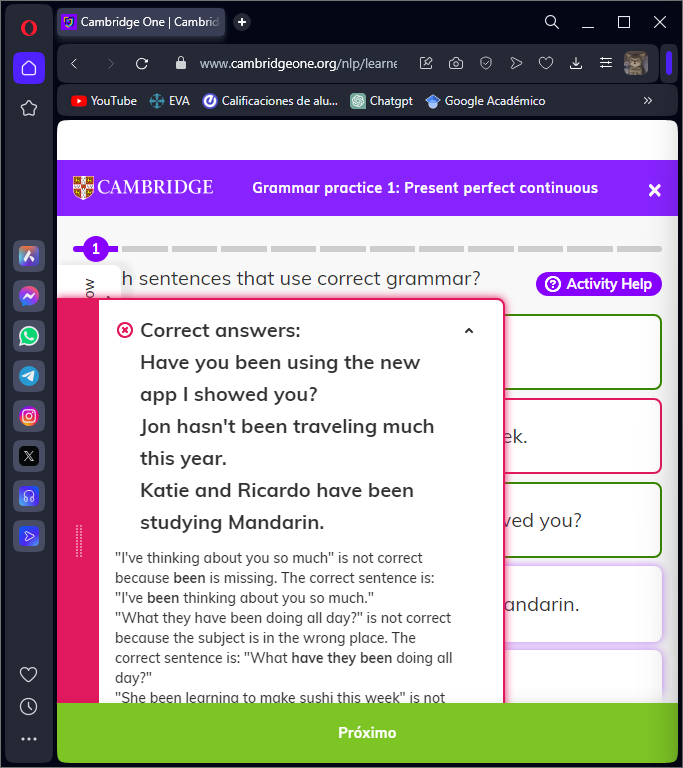 Cambridge One | Cambrid
www.cambridgeone.org/nlp/learne
YouTube
EVA
Calificaciones de alu...
Chatgpt
Google Académico
CAMBRIDGE
Grammar practice 1: Present perfect continuous
1
h sentences that use correct grammar?
Activity Help
ow
Correct answers:
Have you been using the new
app I showed you?
Jon hasn't been traveling much
this year.
Katie and Ricardo have been
studying Mandarin.
"I've thinking about you so much" is not correct
because been is missing. The correct sentence is:
"I've been thinking about you so much."
"What they have been doing all day?" is not correct
because the subject is in the wrong place. The
correct sentence is: "What have they been doing all
day?"
"She been learning to make sushi this week" is not
ek.
wed you?
andarin.
Próximo